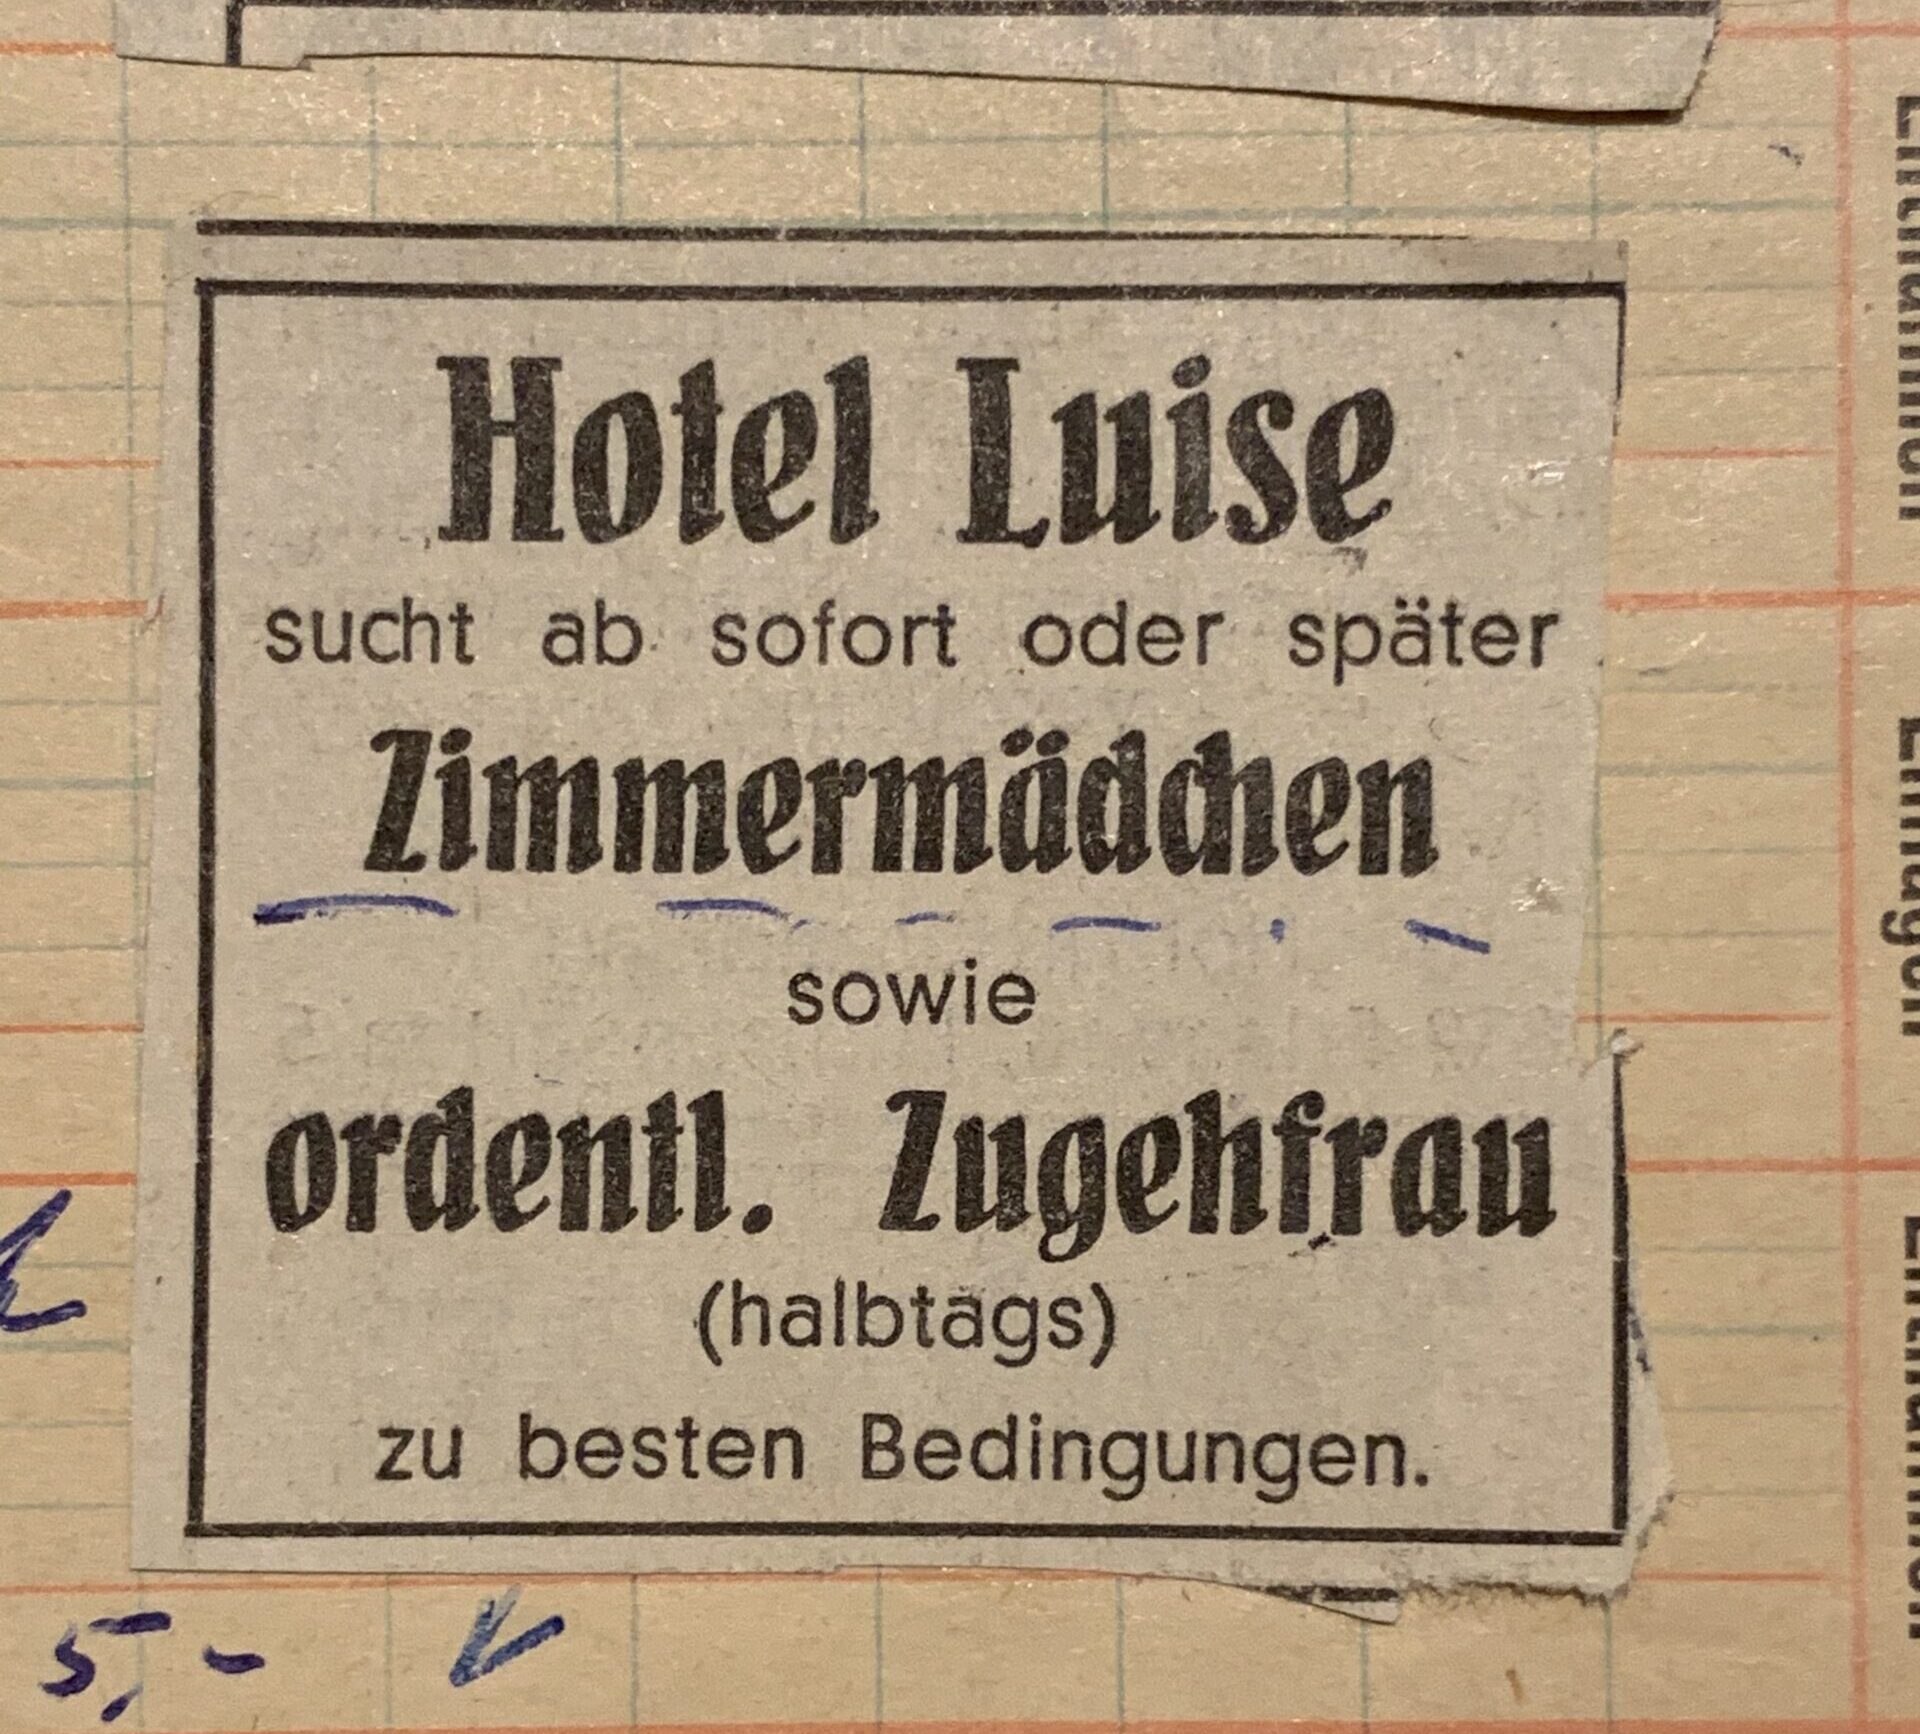 Hotel Luise
sucht ab sofort oder später
Zimmermädchen
sowie
ordentl. Zugehfrau
(halbtags)
zu besten Bedingungen.
5,-